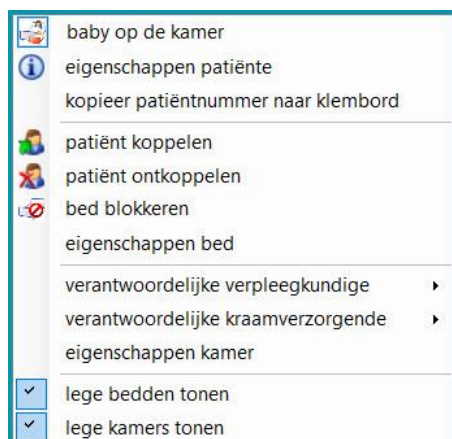 baby op de kamer
eigenschappen patiënte
kopieer patiëntnummer naar klembord
patiënt koppelen
patiënt ontkoppelen
bed blokkeren
eigenschappen bed
verantwoordelijke verpleegkundige
verantwoordelijke kraamverzorgende
eigenschappen kamer
lege bedden tonen
lege kamers tonen